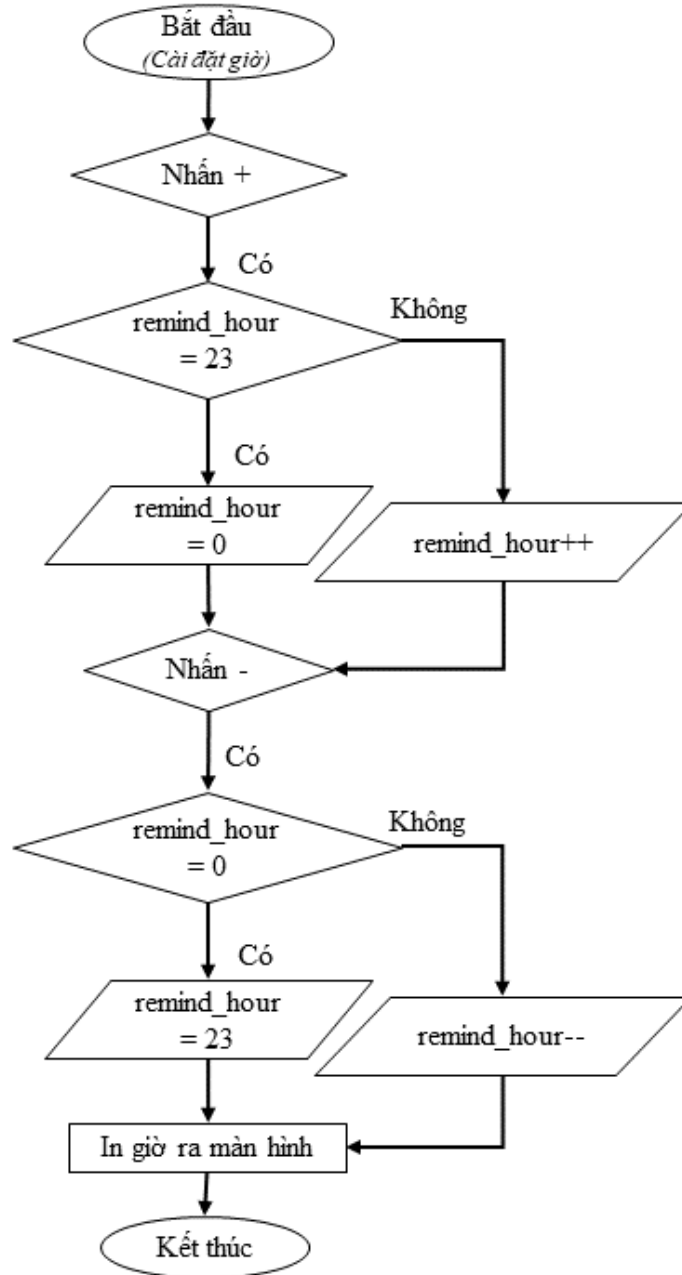 Bắt đầu
(Cài đặt giờ)
Nhấn +
Có
remind_hour
= 23
Không
Có
remind_hour
= 0
remind_hour++
Nhấn -
Có
remind_hour
= 0
Không
Có
remind_hour
= 23
remind_hour--
In giờ ra màn hình
Kết thúc